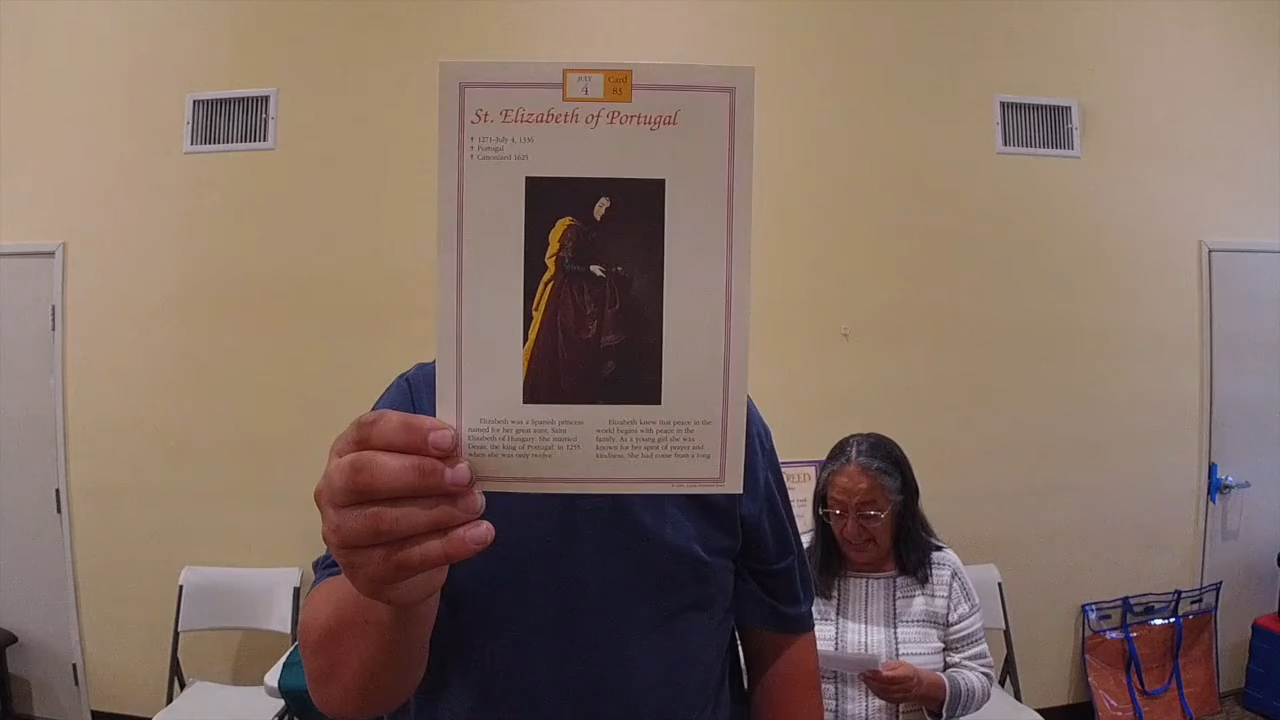 JULY
4
Card
83
St. Elizabeth of Portugal
† 1271–July 4, 1336
† Portugal
† Canonized 1625
Elizabeth was a Spanish princess
named for her great aunt, Saint
Elizabeth of Hungary. She married
Denis, the king of Portugal, in
when she was only twelve
Elizabeth knew that peace in the
world begins with peace in the
family. As a young girl she was
known for her spirit of prayer and
kindness. She had come from a long
REED